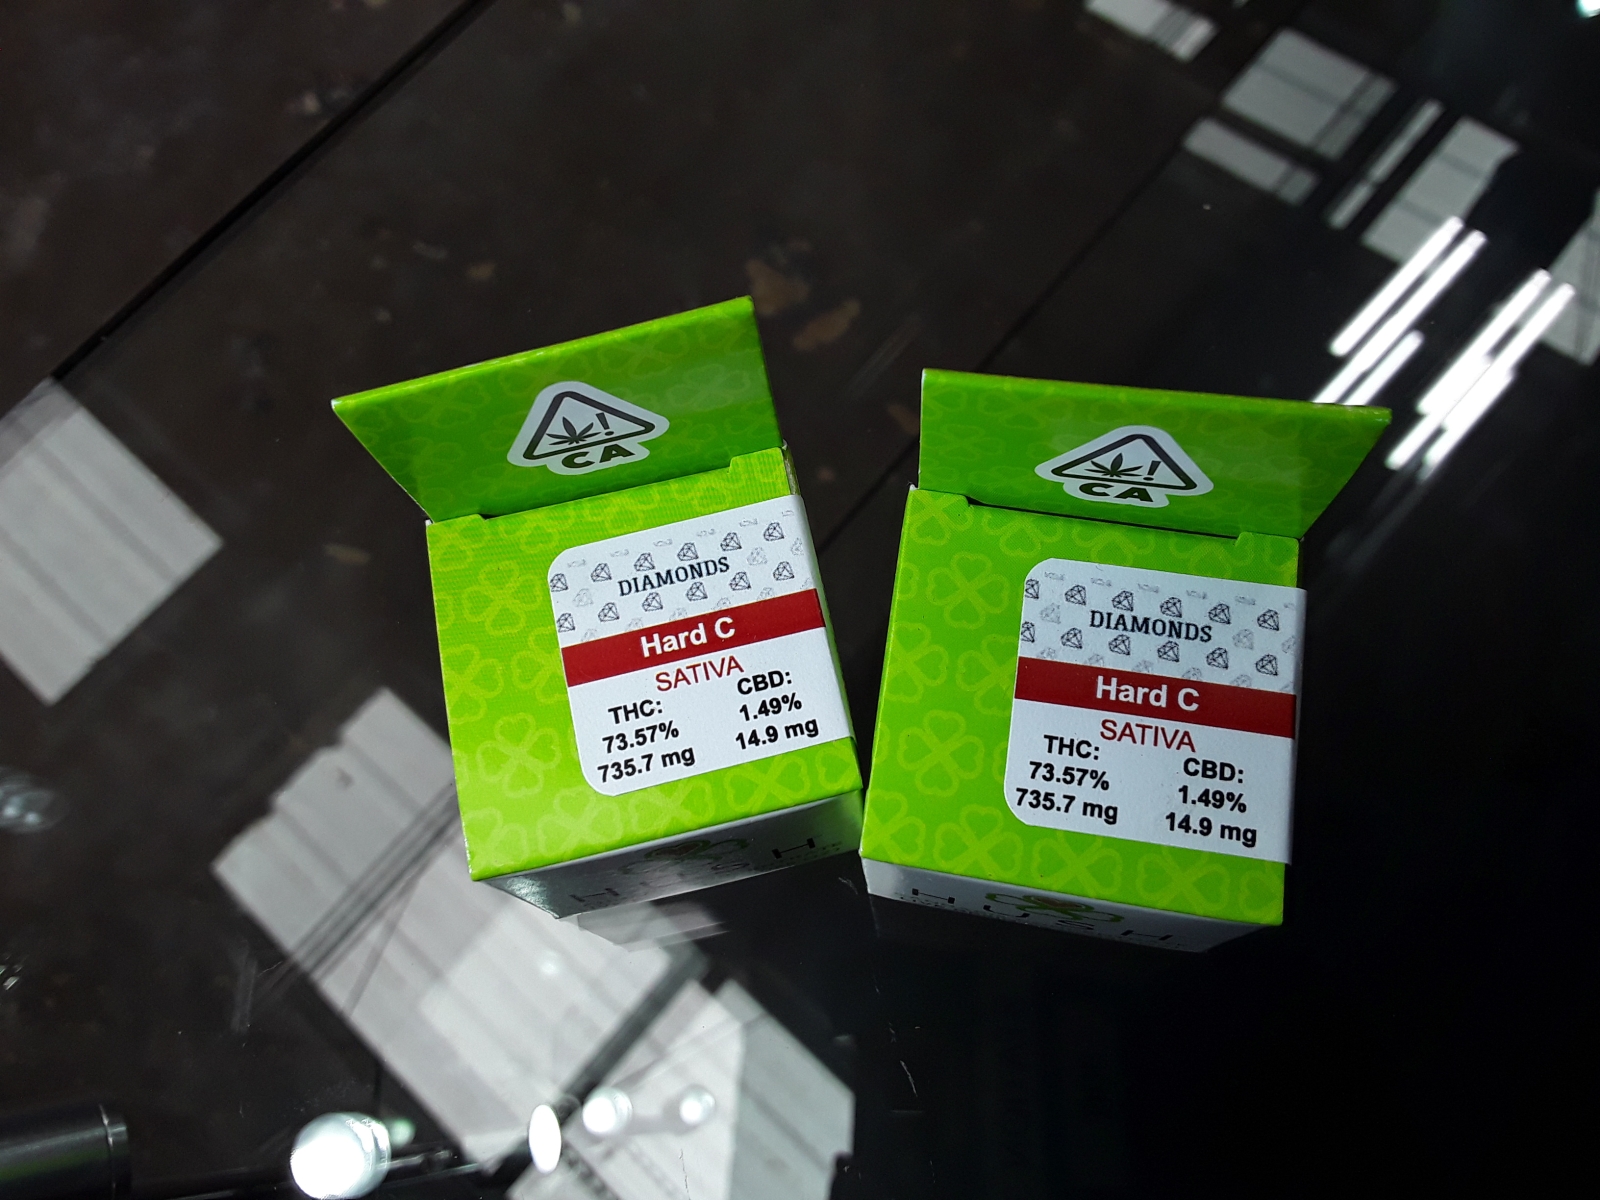 CA
DIAMONDS
Hard C
SATIVA
THC:
73.57%
735.7 mg
CBD:
1.49%
14.9 mg
CA
DIAMONDS
Hard C
SATIVA
THC:
73.57%
735.7 mg
CBD:
1.49%
14.9 mg
HUSH